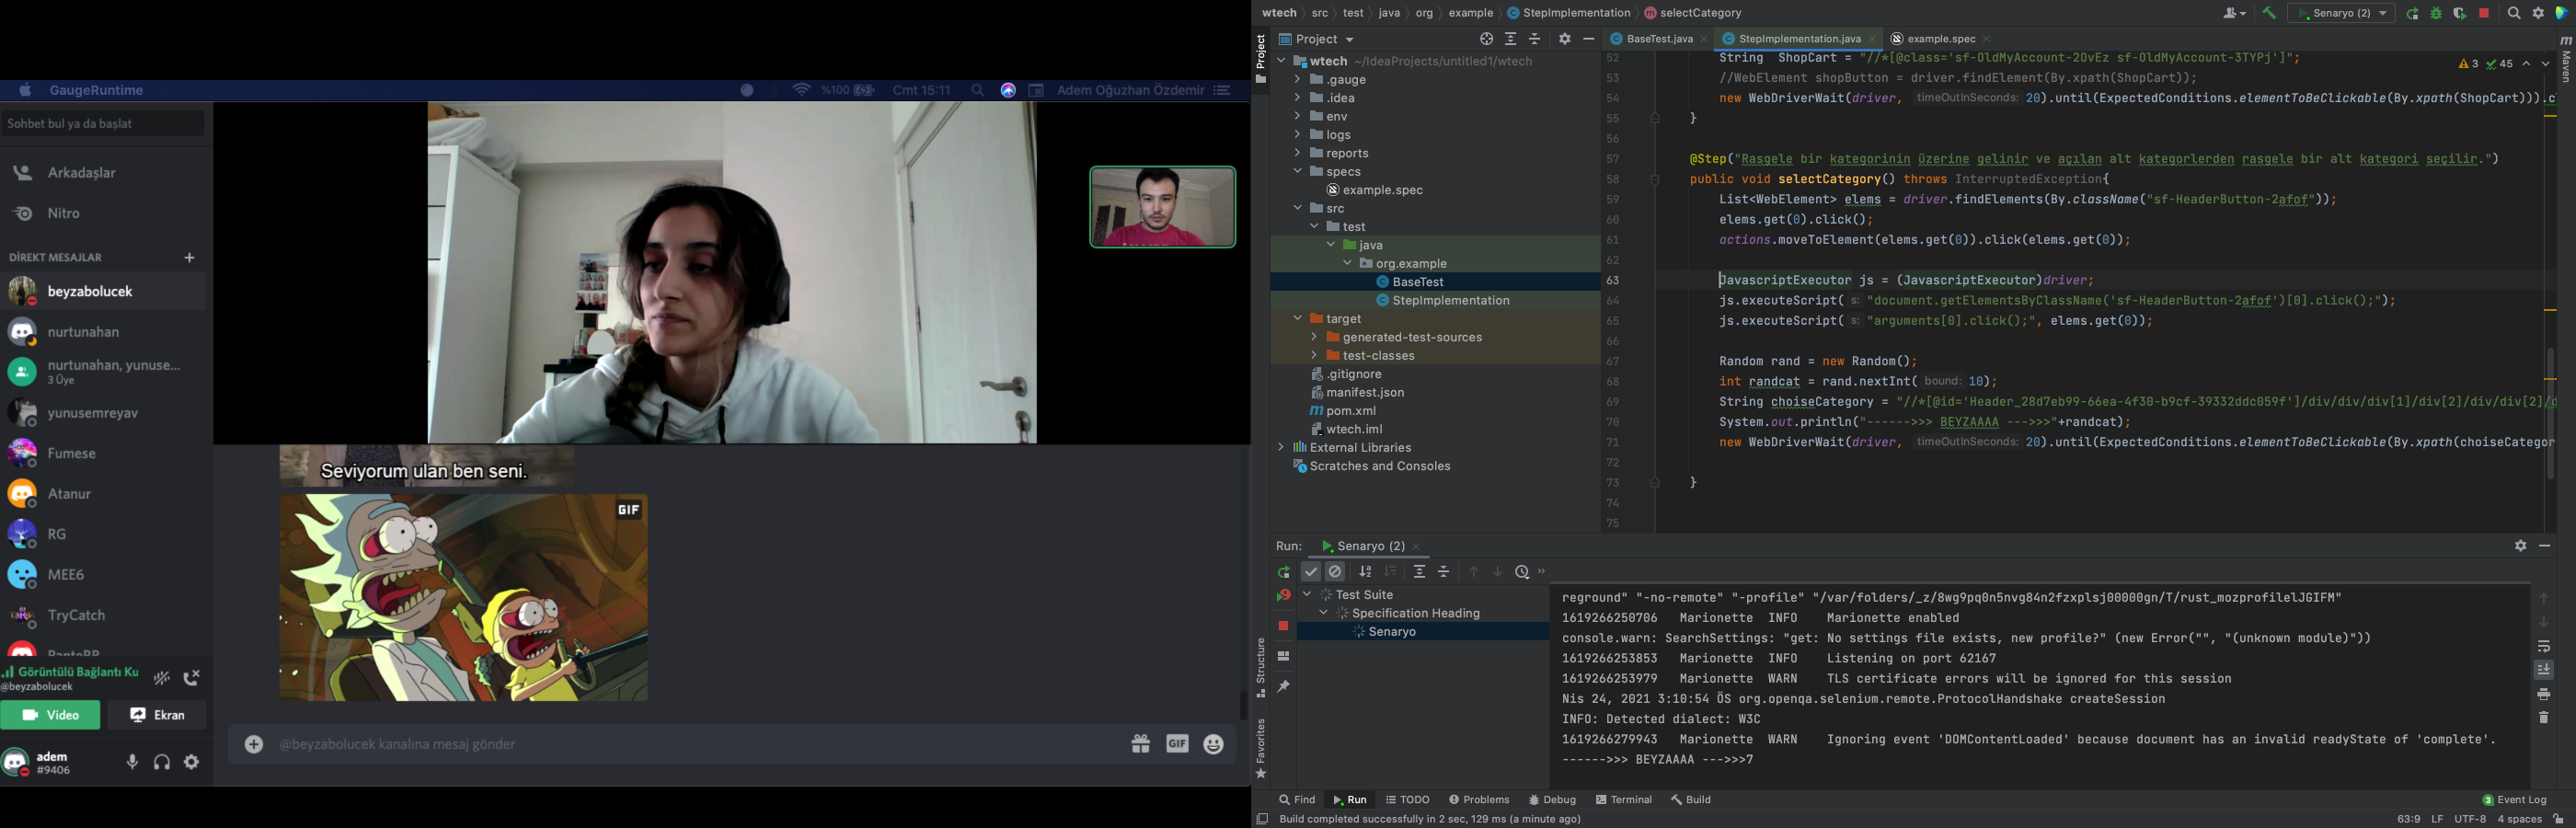 GaugeRuntime
%100
Cmt 15:11
Adem Oğuzhan Özdemir
Sohbet bul ya da başlat
Arkadaşlar
Nitro
DİREKT MESAJLAR
beyzabolucek
nurtunahan
nurtunahan, yunuse...
3 Üye
yunusemreyav
Fumese
Atanur
RG
MEE6
TryCatch
Görüntülü Bağlantı Ku
@beyzabolucek
Video
Ekran
adem
#9406
Seviyorum ulan ben seni.
GIF
@beyzabolucek kanalına mesaj gönder
GIF
wtech
src
test
java
org
example
StepImplementation
selectCategory
Senaryo (2)
Project
Project
BaseTest.java
StepImplementation.java
example.spec
Maven
wtech ~/IdeaProjects/untitled1/wtech
.gauge
.idea
env
logs
reports
specs
example.spec
src
test
java
org.example
BaseTest
StepImplementation
target
generated-test-sources
test-classes
.gitignore
manifest.json
pom.xml
wtech.iml
External Libraries
Scratches and Consoles
3 45
52 String ShopCart = "//*[@class='sf-OldMyAccount-2OvEz sf-OldMyAccount-3TYPj']";
53 //WebElement shopButton = driver.findElement(By.xpath(ShopCart));
54 new WebDriverWait(driver, timeOutInSeconds: 20).until(ExpectedConditions.elementToBeClickable(By.xpath(ShopCart))).c
55 }
56
57 @Step("Rasgele bir kategorinin üzerine gelinir ve açılan alt kategorlerden rasgele bir alt kategori seçilir.")
58 public void selectCategory() throws InterruptedException{
59 List<WebElement> elems = driver.findElements(By.className("sf-HeaderButton-2afof"));
60 elems.get(0).click();
61 actions.moveToElement(elems.get(0)).click(elems.get(0));
62
63 JavascriptExecutor js = (JavascriptExecutor)driver;
64 js.executeScript( s: "document.getElementsByClassName('sf-HeaderButton-2afof')[0].click();");
65 js.executeScript( s: "arguments[0].click();", elems.get(0));
66
67 Random rand = new Random();
68 int randcat = rand.nextInt( bound: 10);
69 String choiseCategory = "//*[@id='Header_28d7eb99-66ea-4f30-b9cf-39332ddc059f']/div/div/div[1]/div[2]/div/div[2]/d
70 System.out.println("------>>> BEYZAAAA --->>>"+randcat);
71 new WebDriverWait(driver, timeOutInSeconds: 20).until(ExpectedConditions.elementToBeClickable(By.xpath(choiseCategor
72
73 }
74
75
Run: Senaryo (2)
Test Suite
Specification Heading
Senaryo
Structure
Favorites
reground" "-no-remote" "-profile" "/var/folders/_z/8wg9pq0n5nvg84n2fzxplsj00000gn/T/rust_mozprofilelJGIFM"
1619266250706 Marionette INFO Marionette enabled
console.warn: SearchSettings: "get: No settings file exists, new profile?" (new Error("", "(unknown module)"))
1619266253853 Marionette INFO Listening on port 62167
1619266253979 Marionette WARN TLS certificate errors will be ignored for this session
Nis 24, 2021 3:10:54 ÖS org.openqa.selenium.remote.ProtocolHandshake createSession
INFO: Detected dialect: W3C
1619266279943 Marionette WARN Ignoring event 'DOMContentLoaded' because document has an invalid readyState of 'complete'.
------>>> BEYZAAAA --->>>7
Find
Run
TODO
Problems
Debug
Terminal
Build
3 Event Log
Build completed successfully in 2 sec, 129 ms (a minute ago)
63:9 LF UTF-8 4 spaces